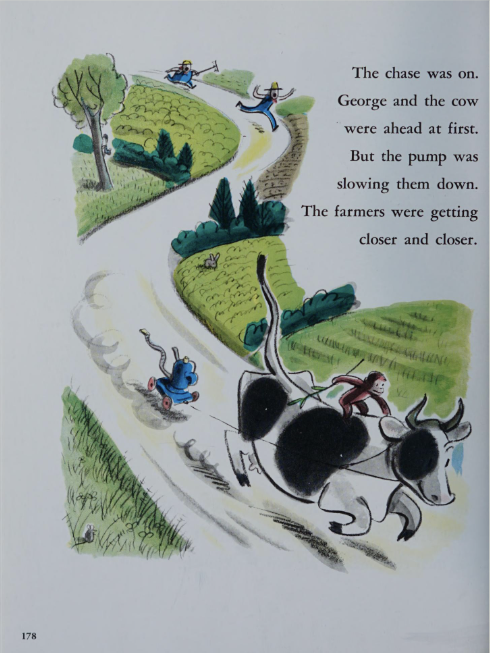 The chase was on.
George and the cow
were ahead at first.
But the pump was
slowing them down.
The farmers were getting
closer and closer.
178